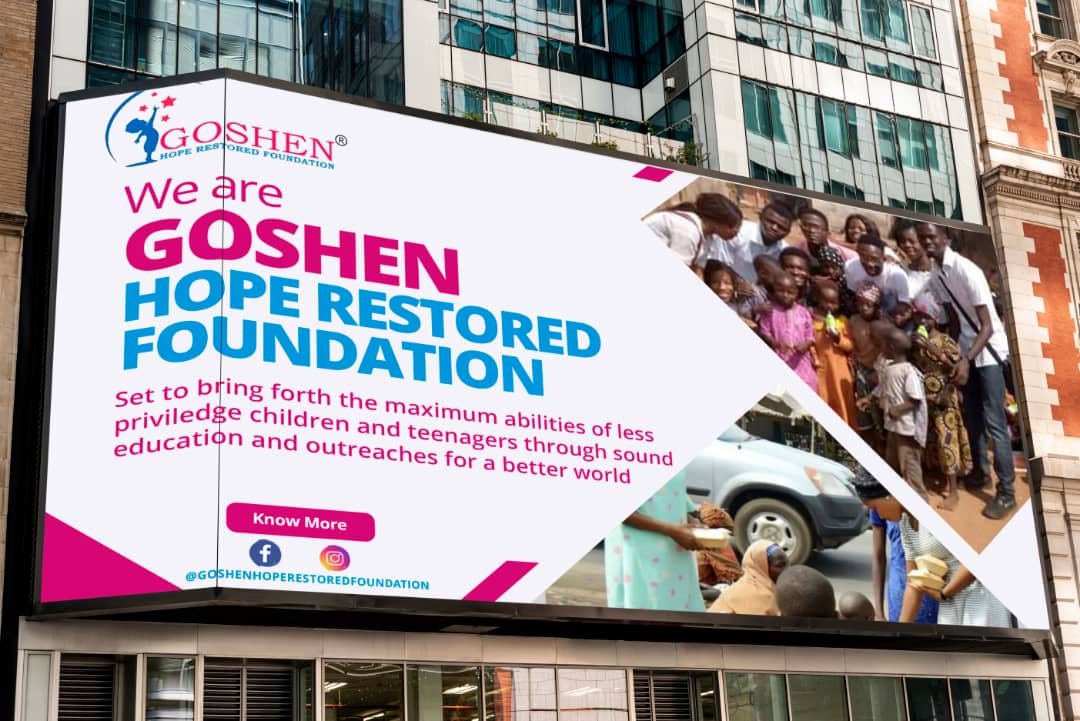 GOSHEN®
HOPE RESTORED FOUNDATION
We are
GOSHEN
HOPE RESTORED
FOUNDATION
Set to bring forth the maximum abilities of less
priviledge children and teenagers through sound
education and outreaches for a better world
Know More
@GOSHENHOPERESTOREDFOUNDATION